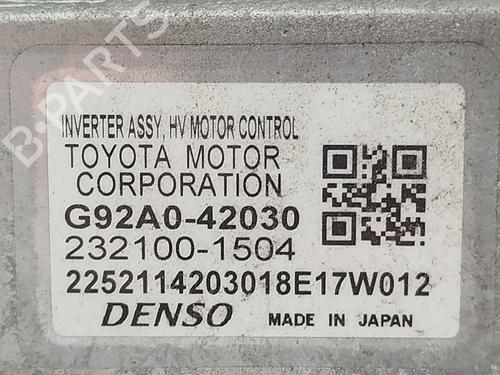 B-PARTS
INVERTER ASSY, HV MOTOR CONTROL
TOYOTA MOTOR
CORPORATION
G92A0-42030
232100-1504
2252114203018E17W012
DENSO MADE IN JAPAN